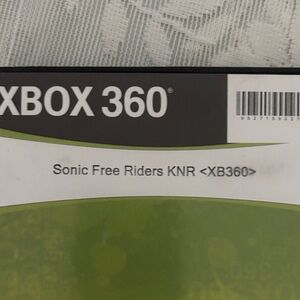 XBOX 360®
Sonic Free Riders KNR <XB360>